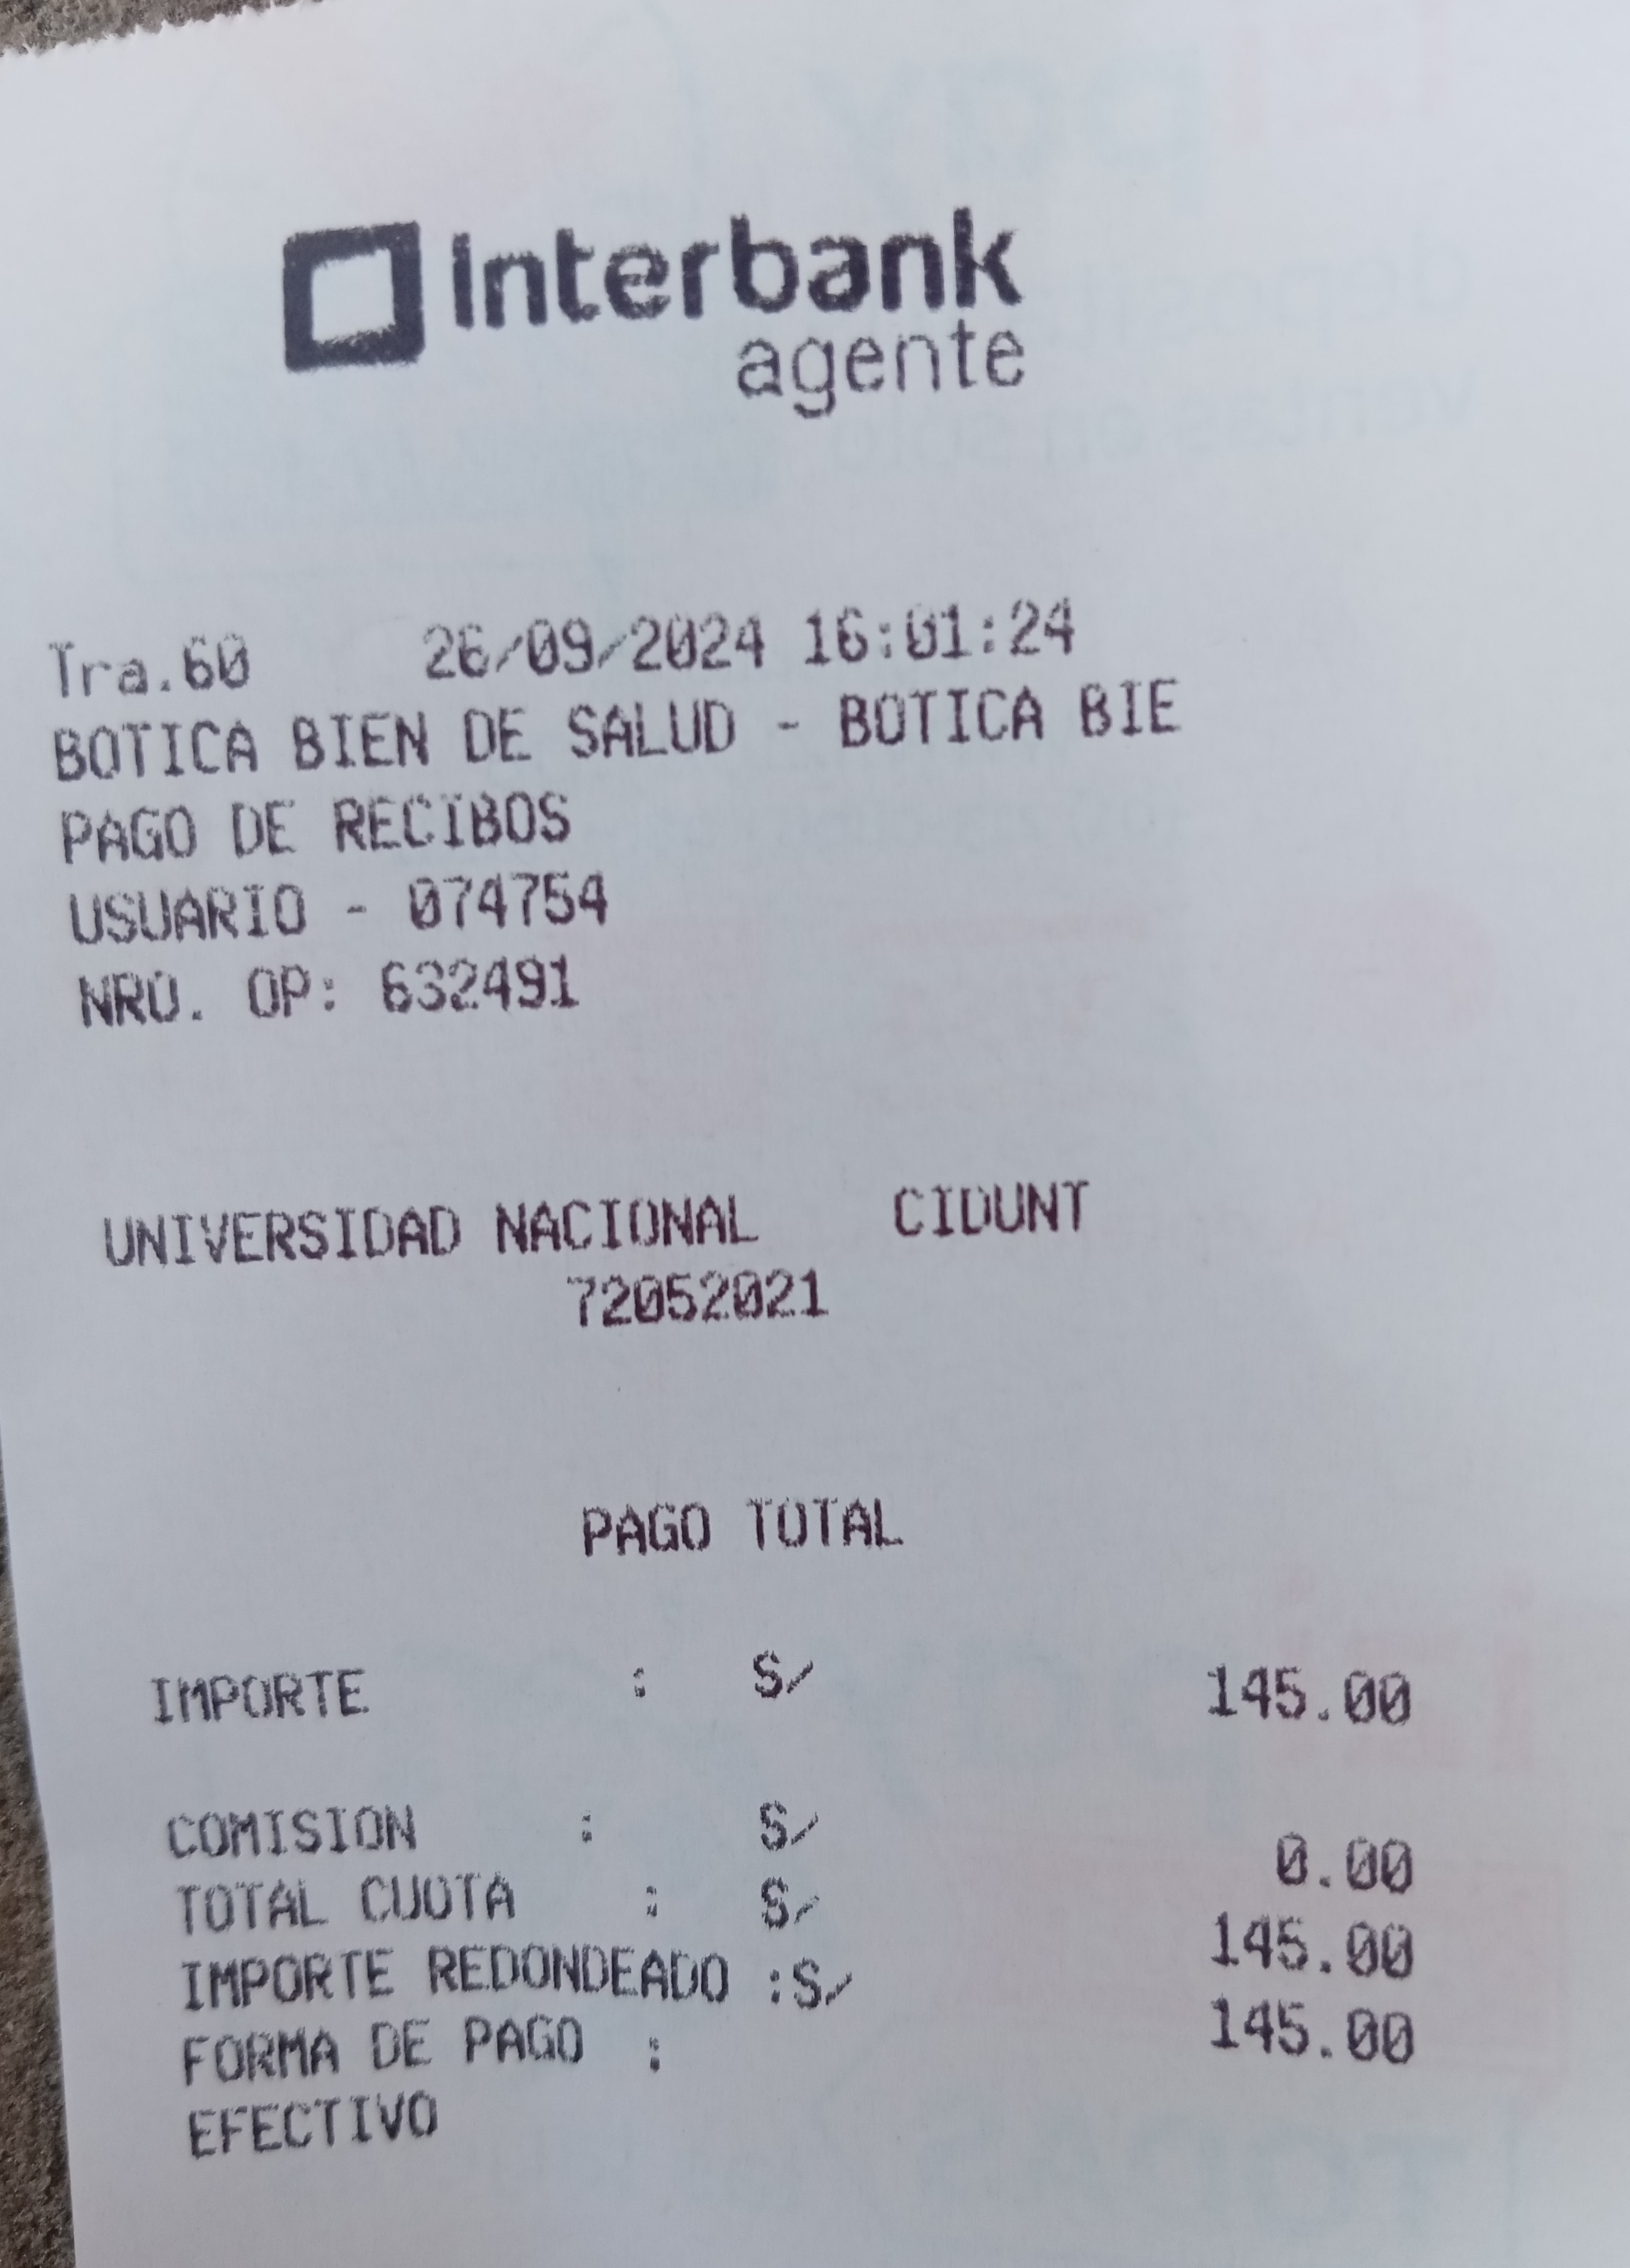 interbank
agente
Tra.60 26/09/2024 16:01:24
BOTICA BIEN DE SALUD - BOTICA BIE
PAGO DE RECIBOS
USUARIO - 074754
NRO. OP: 632491
UNIVERSIDAD NACIONAL CIDUNT
72052021
PAGO TOTAL
IMPORTE : S/ 145.00
COMISION : S/ 0.00
TOTAL CUOTA : S/ 145.00
IMPORTE REDONDEADO :S/ 145.00
FORMA DE PAGO :
EFECTIVO